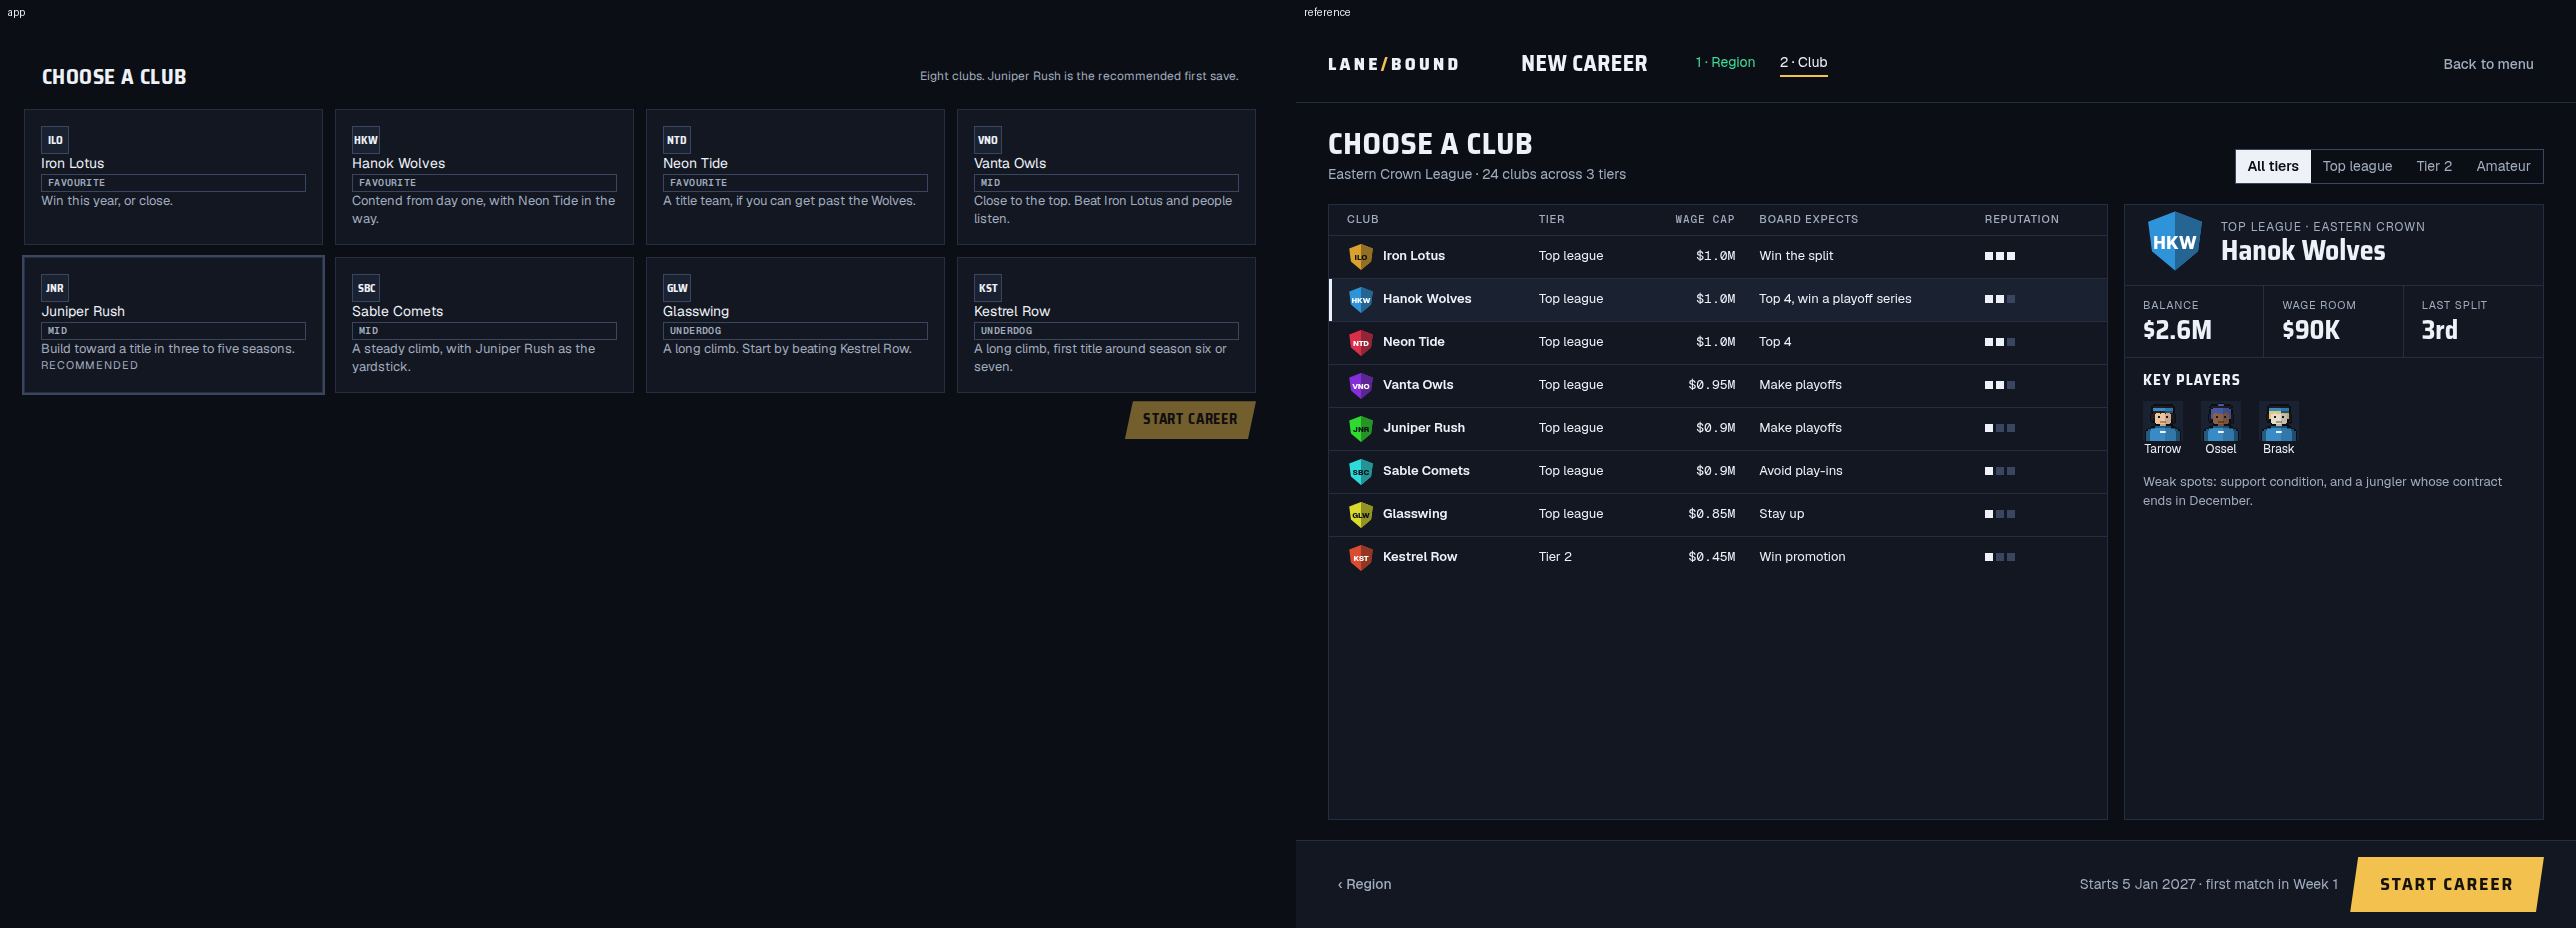 app
CHOOSE A CLUB
Eight clubs. Juniper Rush is the recommended first save.
ILO
Iron Lotus
FAVOURITE
Win this year, or close.
HKW
Hanok Wolves
FAVOURITE
Contend from day one, with Neon Tide in the
way.
NTD
Neon Tide
FAVOURITE
A title team, if you can get past the Wolves.
VNO
Vanta Owls
MID
Close to the top. Beat Iron Lotus and people
listen.
JNR
Juniper Rush
MID
Build toward a title in three to five seasons.
RECOMMENDED
SBC
Sable Comets
MID
A steady climb, with Juniper Rush as the
yardstick.
GLW
Glasswing
UNDERDOG
A long climb. Start by beating Kestrel Row.
KST
Kestrel Row
UNDERDOG
A long climb, first title around season six or
seven.
START CAREER
reference
LANE/BOUND
NEW CAREER
1 · Region
2 · Club
Back to menu
CHOOSE A CLUB
Eastern Crown League · 24 clubs across 3 tiers
All tiers
Top league
Tier 2
Amateur
CLUB TIER WAGE CAP BOARD EXPECTS REPUTATION
ILO Iron Lotus Top league $1.0M Win the split
HKW Hanok Wolves Top league $1.0M Top 4, win a playoff series
NTD Neon Tide Top league $1.0M Top 4
VNO Vanta Owls Top league $0.95M Make playoffs
JNR Juniper Rush Top league $0.9M Make playoffs
SBC Sable Comets Top league $0.9M Avoid play-ins
GLW Glasswing Top league $0.85M Stay up
KST Kestrel Row Tier 2 $0.45M Win promotion
HKW
TOP LEAGUE · EASTERN CROWN
Hanok Wolves
BALANCE
$2.6M
WAGE ROOM
$90K
LAST SPLIT
3rd
KEY PLAYERS
Tarrow
Ossel
Brask
Weak spots: support condition, and a jungler whose contract
ends in December.
‹ Region
Starts 5 Jan 2027 · first match in Week 1
START CAREER